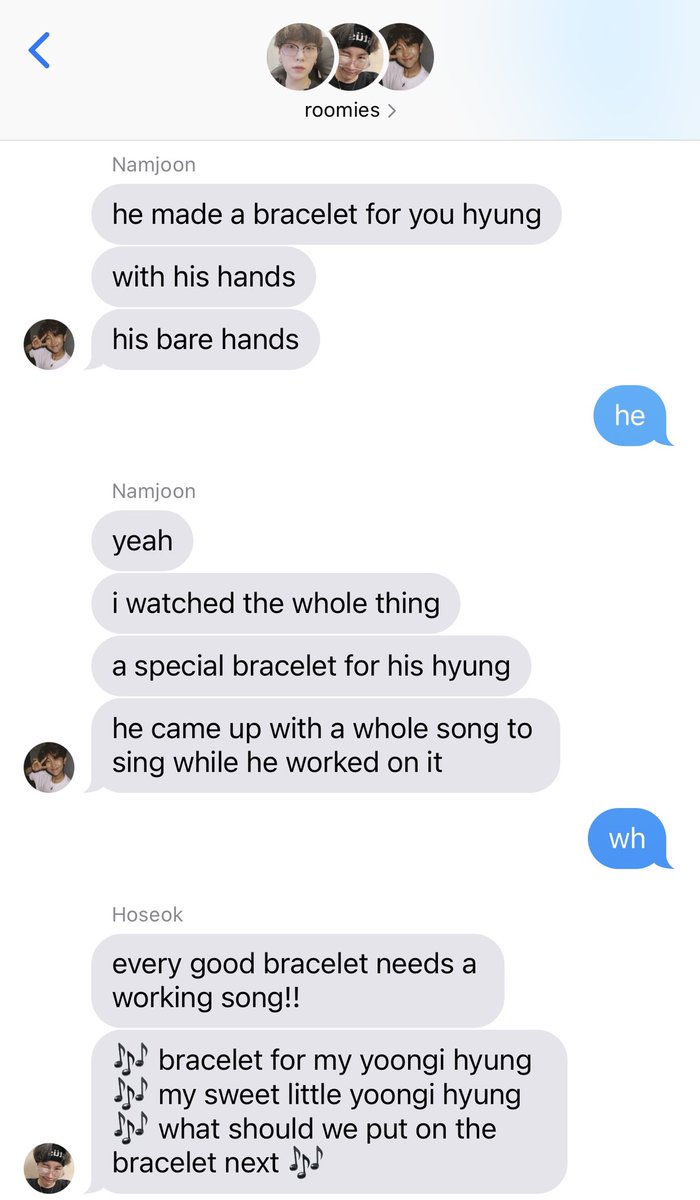 roomies
Namjoon
he made a bracelet for you hyung
with his hands
his bare hands
he
Namjoon
yeah
i watched the whole thing
a special bracelet for his hyung
he came up with a whole song to
sing while he worked on it
wh
Hoseok
every good bracelet needs a
working song!!
🎶 bracelet for my yoongi hyung
🎶 my sweet little yoongi hyung
🎶 what should we put on the
bracelet next 🎶